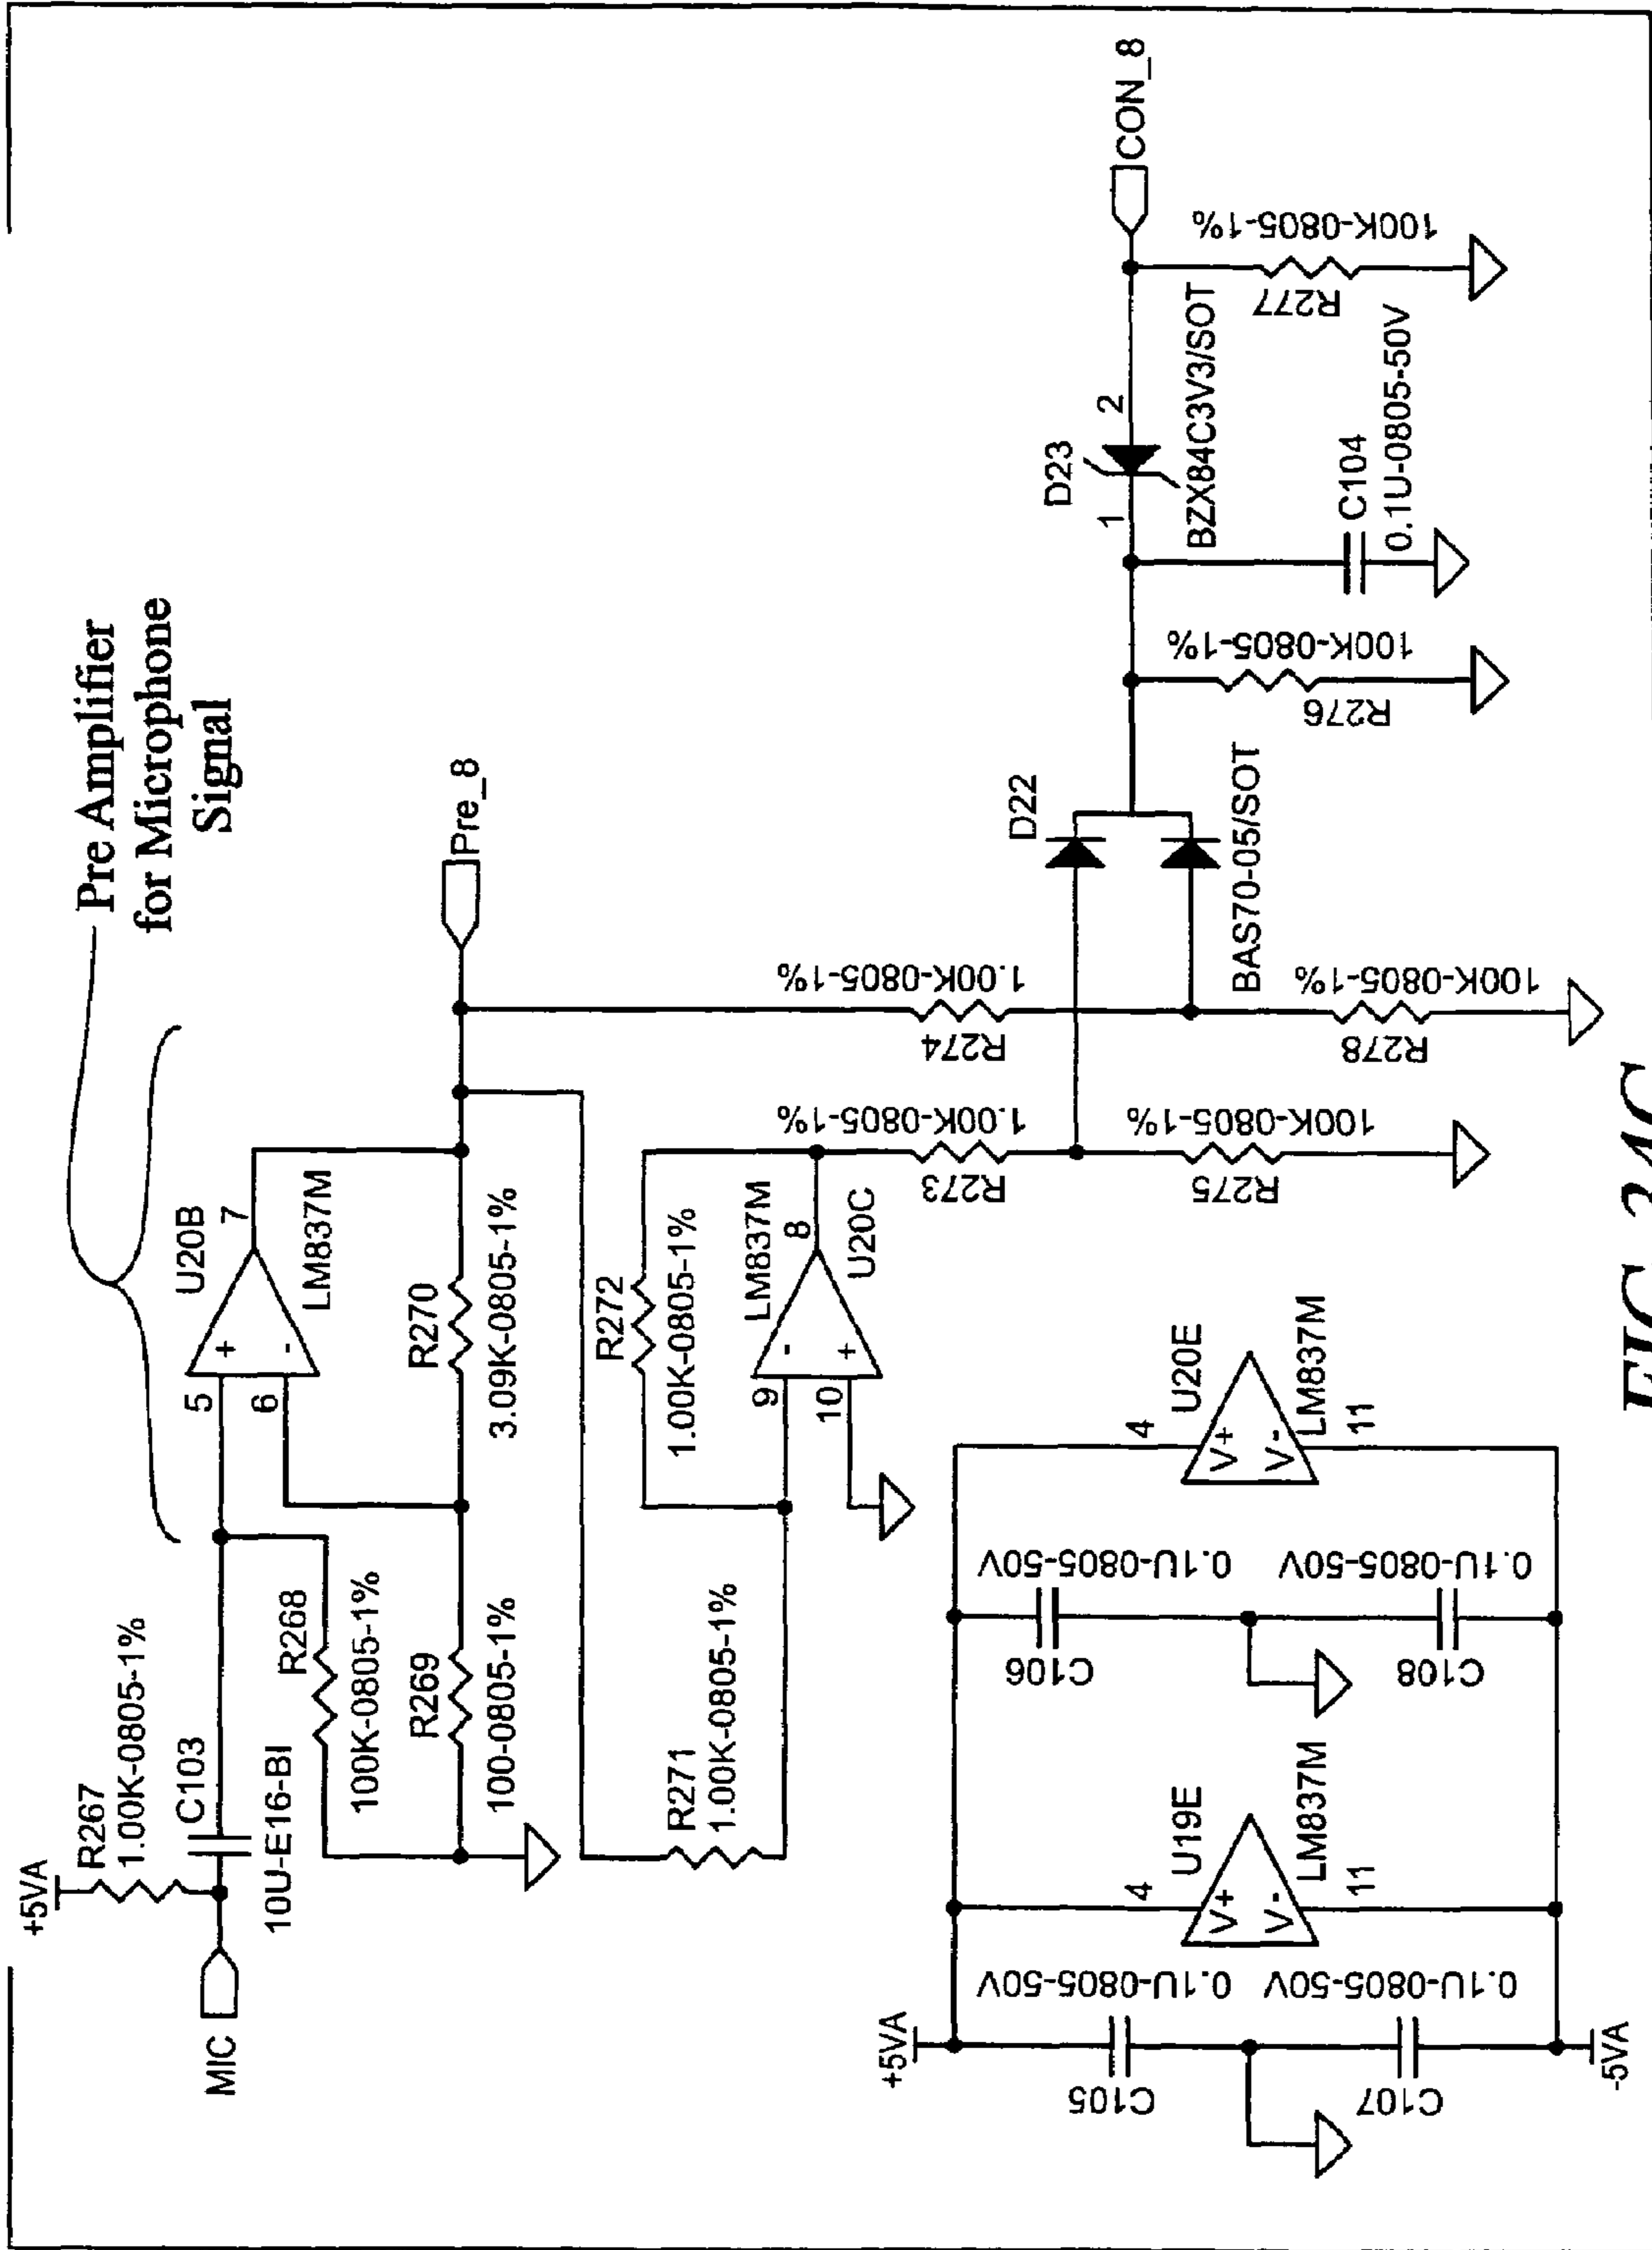 Pre Amplifier
for Microphone
Signal
+5VA
R267
1.00K-0805-1%
MIC
C103
10U-E16-BI
R268
100K-0805-1%
5
6
+
-
U20B
7
LM837M
R269
100-0805-1%
R270
3.09K-0805-1%
Pre_8
R271
1.00K-0805-1%
R272
1.00K-0805-1%
LM837M
9
10
-
+
8
U20C
R273
1.00K-0805-1%
R274
1.00K-0805-1%
R275
100K-0805-1%
R278
100K-0805-1%
D22
BAS70-05/SOT
R276
100K-0805-1%
D23
1
2
BZX84C3V3/SOT
C104
0.1U-0805-50V
R277
100K-0805-1%
CON_8
+5VA
C105
0.1U-0805-50V
C107
0.1U-0805-50V
-5VA
U19E
4
V+
V-
LM837M
11
C106
0.1U-0805-50V
C108
0.1U-0805-50V
U20E
4
V+
V-
LM837M
11